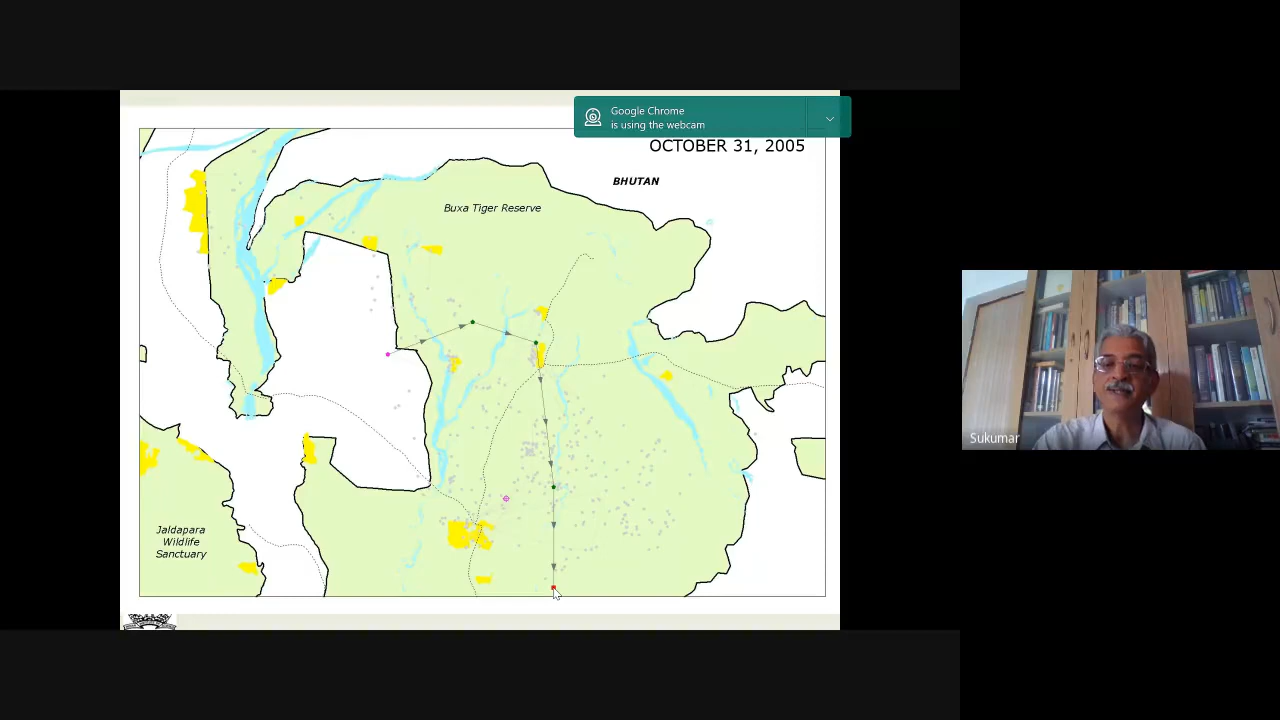 Google Chrome
is using the webcam
OCTOBER 31, 2005
BHUTAN
Buxa Tiger Reserve
Sukumar
Jaldapara
Wildlife
Sanctuary